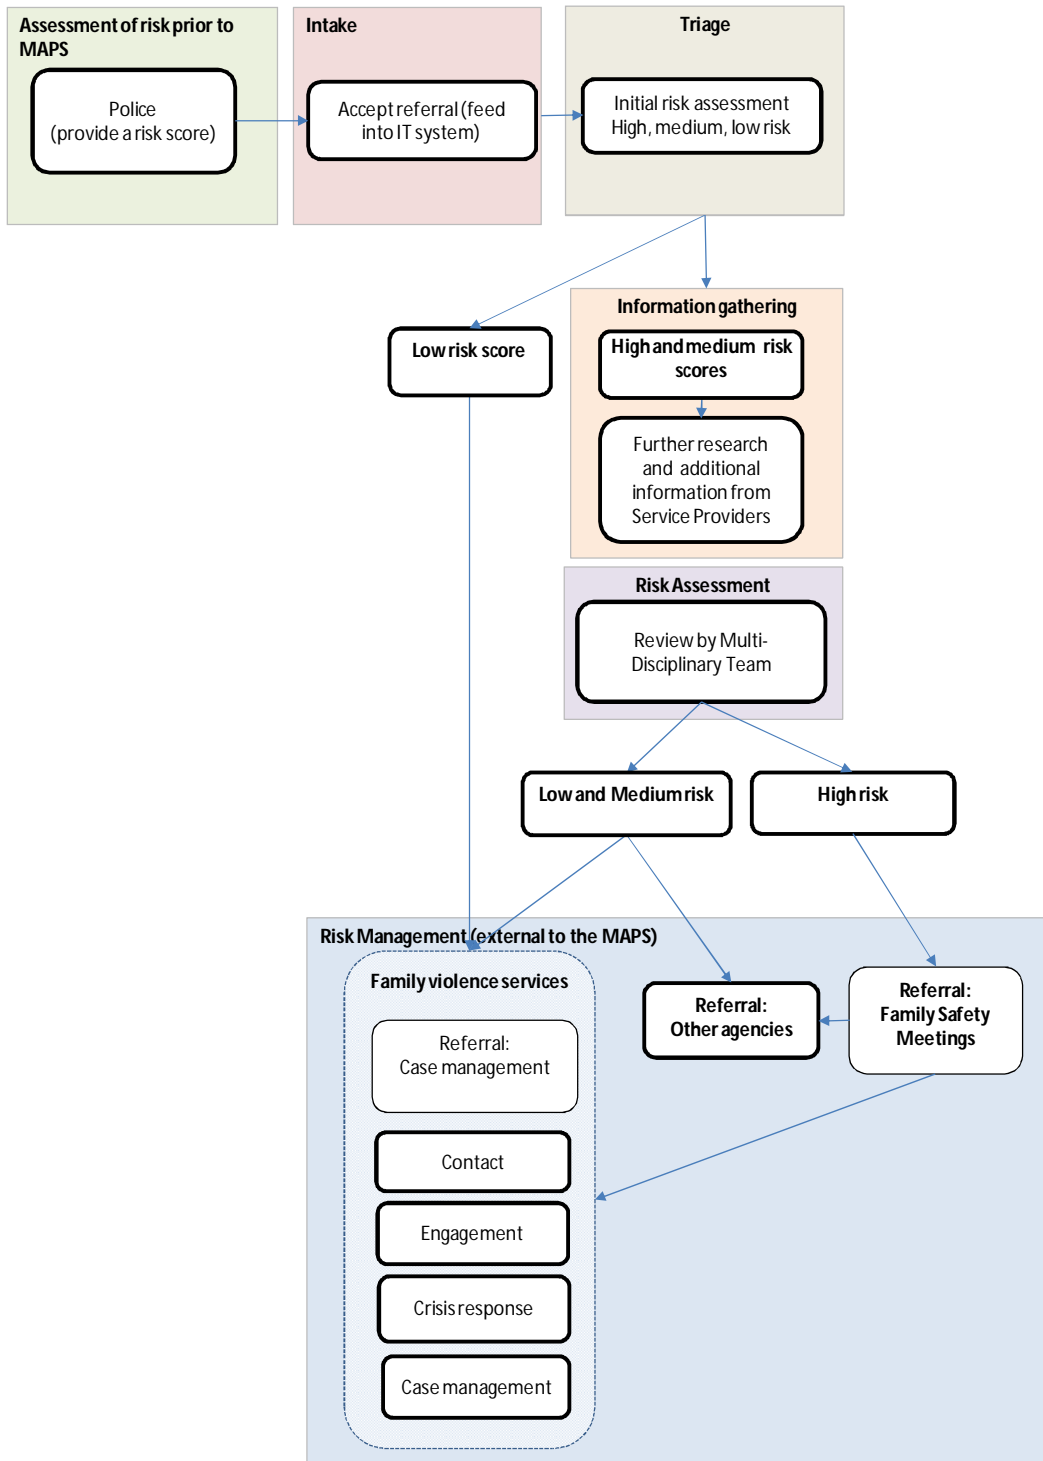 Assessment of risk prior to
MAPS
Police
(provide a risk score)
Intake
Accept referral (feed
into IT system)
Triage
Initial risk assessment
High, medium, low risk
Low risk score
Information gathering
High and medium risk
scores
Further research
and additional
information from
Service Providers
Risk Assessment
Review by Multi-
Disciplinary Team
Low and Medium risk
High risk
Risk Management (external to the MAPS)
Family violence services
Referral:
Case management
Contact
Engagement
Crisis response
Case management
Referral:
Other agencies
Referral:
Family Safety
Meetings